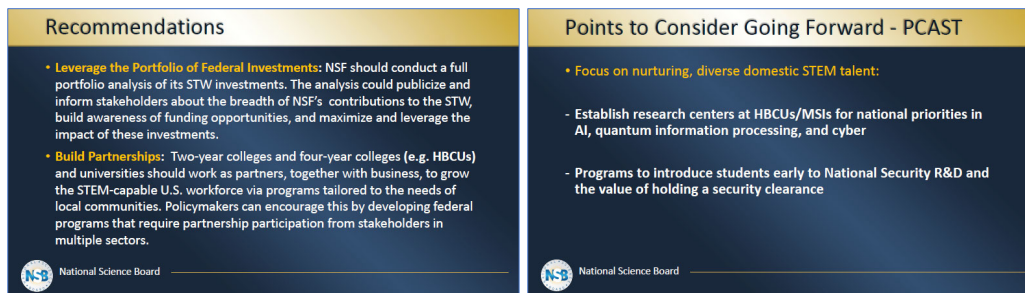 Recommendations
• Leverage the Portfolio of Federal Investments: NSF should conduct a full
portfolio analysis of its STW investments. The analysis could publicize and
inform stakeholders about the breadth of NSF's contributions to the STW,
build awareness of funding opportunities, and maximize and leverage the
impact of these investments.
• Build Partnerships: Two-year colleges and four-year colleges (e.g. HBCUs)
and universities should work as partners, together with business, to grow
the STEM-capable U.S. workforce via programs tailored to the needs of
local communities. Policymakers can encourage this by developing federal
programs that require partnership participation from stakeholders in
multiple sectors.
NSB
National Science Board
Points to Consider Going Forward - PCAST
• Focus on nurturing, diverse domestic STEM talent:
- Establish research centers at HBCUs/MSIs for national priorities in
AI, quantum information processing, and cyber
- Programs to introduce students early to National Security R&D and
the value of holding a security clearance
NSB
National Science Board